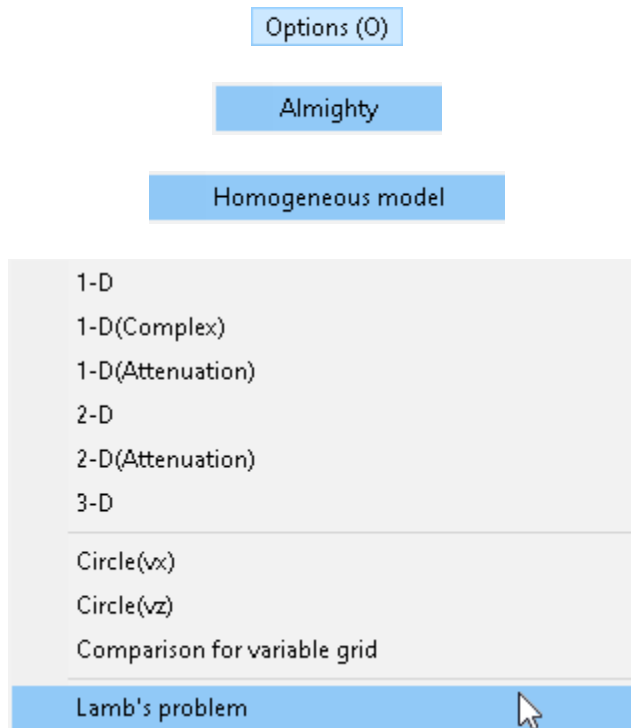 Options (O)
Almighty
Homogeneous model
1-D
1-D(Complex)
1-D(Attenuation)
2-D
2-D(Attenuation)
3-D
Circle(vx)
Circle(vz)
Comparison for variable grid
Lamb's problem